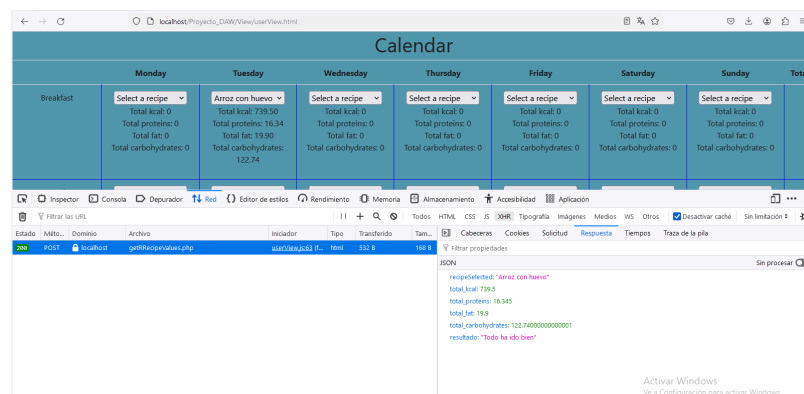 localhost/Proyecto_DAW/View/userView.html
Calendar
Monday Tuesday Wednesday Thursday Friday Saturday Sunday
Breakfast Select a recipe Arroz con huevo Select a recipe Select a recipe Select a recipe Select a recipe Select a recipe
Total kcal: 0 Total kcal: 739.50 Total kcal: 0 Total kcal: 0 Total kcal: 0 Total kcal: 0 Total kcal: 0
Total proteins: 0 Total proteins: 16.34 Total proteins: 0 Total proteins: 0 Total proteins: 0 Total proteins: 0 Total proteins: 0
Total fat: 0 Total fat: 19.90 Total fat: 0 Total fat: 0 Total fat: 0 Total fat: 0 Total fat: 0
Total carbohydrates: 0 Total carbohydrates: Total carbohydrates: 0 Total carbohydrates: 0 Total carbohydrates: 0 Total carbohydrates: 0 Total carbohydrates: 0
122.74
Inspector Consola Depurador Red Editor de estilos Rendimiento Memoria Almacenamiento Accesibilidad Aplicación
Filtrar las URL Todos HTML CSS JS XHR Tipografía Imágenes Medios WS Otros Desactivar caché Sin limitación
Estado Méto... Dominio Archivo Iniciador Tipo Transferido Tam... Cabeceras Cookies Solicitud Respuesta Tiempos Traza de la pila
200 POST localhost getRRecipeValues.php userView.js:63 (f... html 532 B 168 B Filtrar propiedades
JSON Sin procesar
recipeSelected: "Arroz con huevo"
total_kcal: 739.5
total_proteins: 16.345
total_fat: 19.9
total_carbohydrates: 122.74000000000001
resultado: "Todo ha ido bien"
Activar Windows
Ve a Configuración para activar Windows.